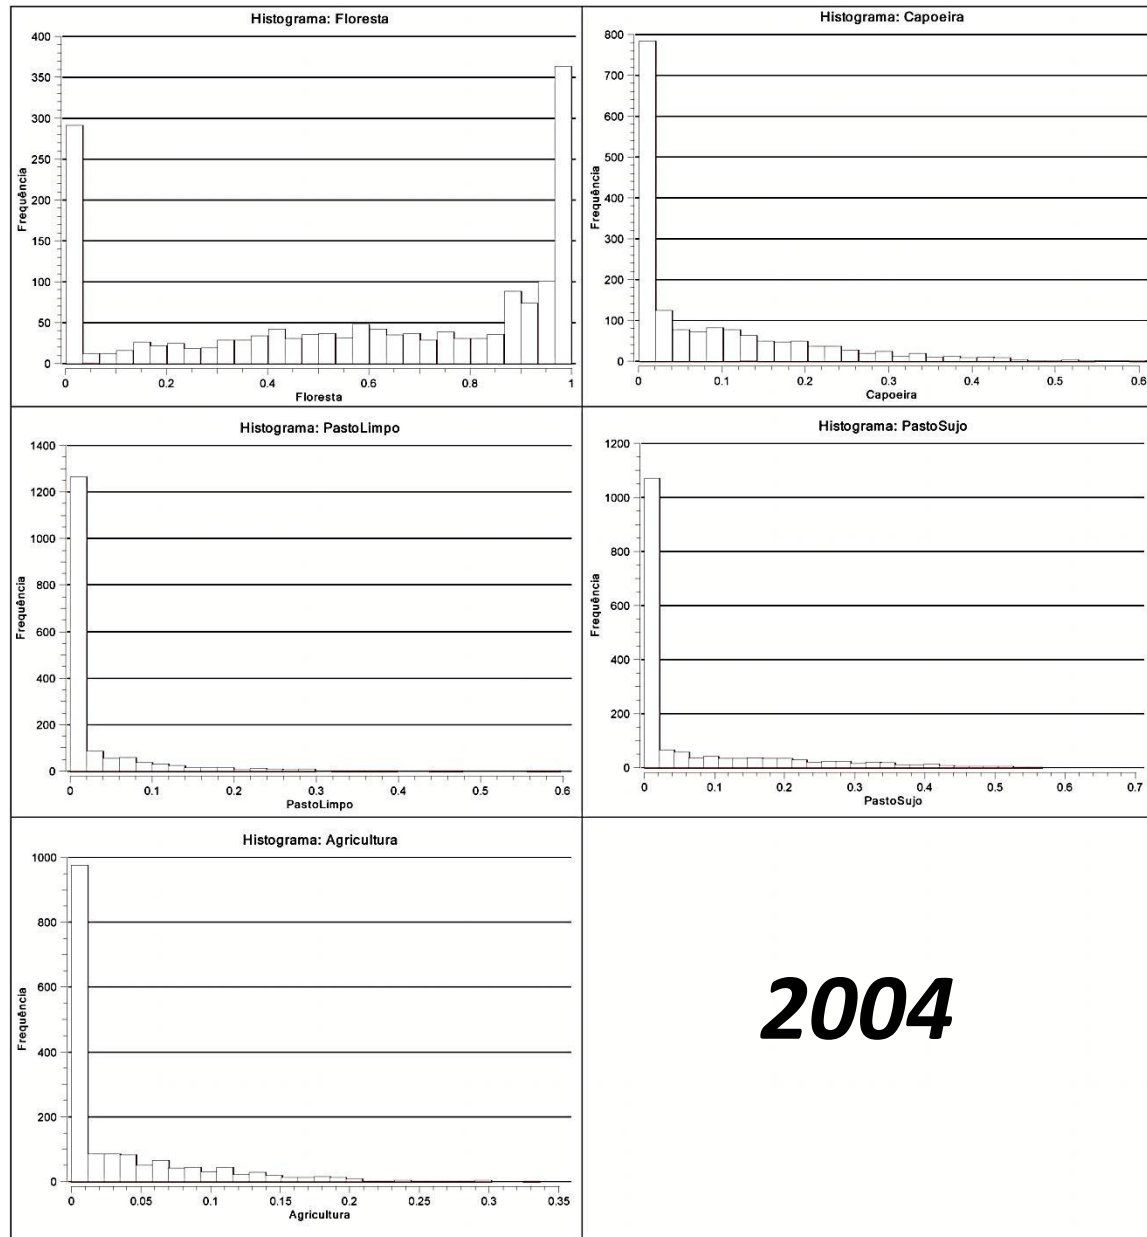 Histograma: Floresta
400
350
300
250
200
150
100
50
0
Frequência
0 0.2 0.4 0.6 0.8 1
Floresta
Histograma: Capoeira
800
700
600
500
400
300
200
100
0
Frequência
0 0.1 0.2 0.3 0.4 0.5 0.6
Capoeira
Histograma: PastoLimpo
1400
1200
1000
800
600
400
200
0
Frequência
0 0.1 0.2 0.3 0.4 0.5 0.6
PastoLimpo
Histograma: PastoSujo
1200
1000
800
600
400
200
0
Frequência
0 0.1 0.2 0.3 0.4 0.5 0.6 0.7
PastoSujo
Histograma: Agricultura
1000
800
600
400
200
0
Frequência
0 0.05 0.1 0.15 0.2 0.25 0.3 0.35
Agricultura
2004